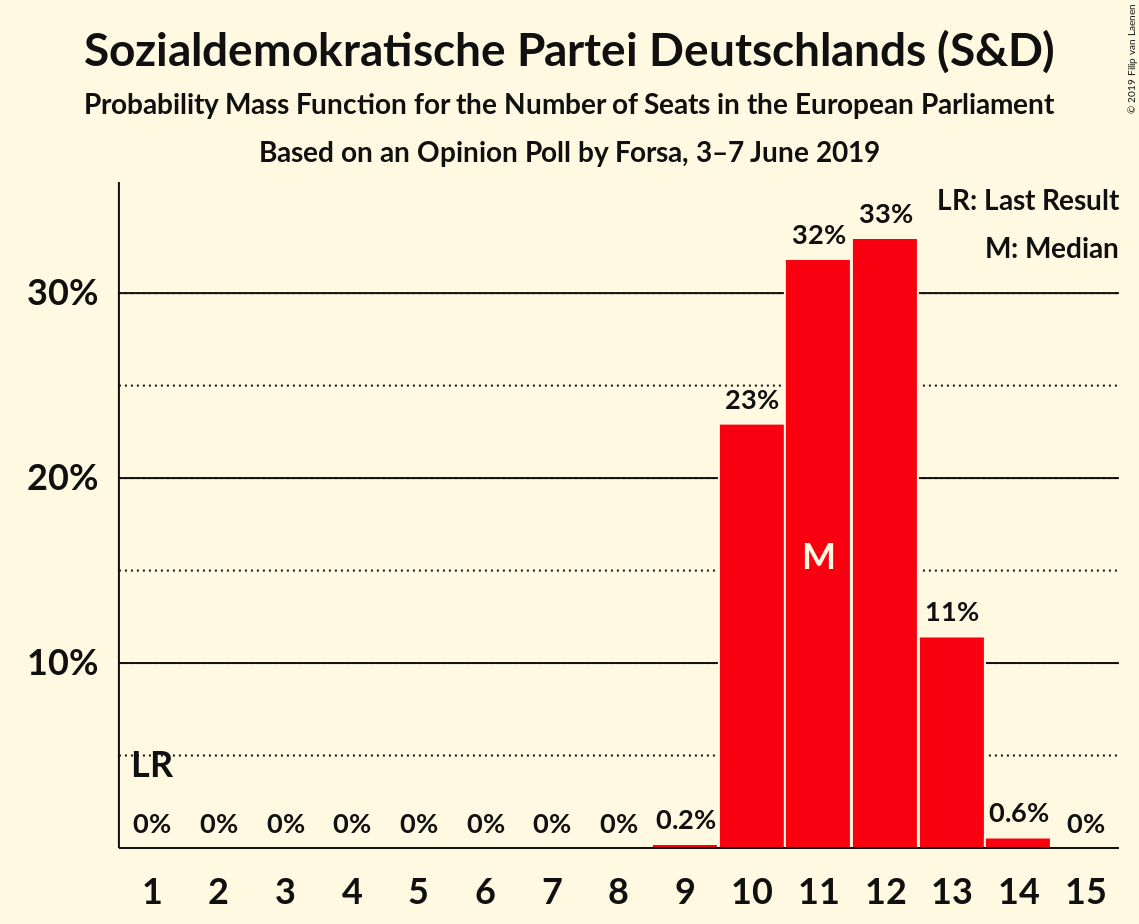 Sozialdemokratische Partei Deutschlands (S&D)
Probability Mass Function for the Number of Seats in the European Parliament
Based on an Opinion Poll by Forsa, 3–7 June 2019
© 2019 Filip van Laenen
LR: Last Result
M: Median
33%
32%
30%
23%
20%
M
11%
10%
LR
0% 0% 0% 0% 0% 0% 0% 0% 0.2% 0.6% 0%
1 2 3 4 5 6 7 8 9 10 11 12 13 14 15